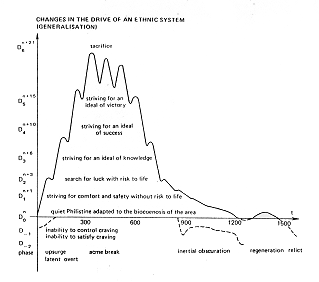 CHANGES IN THE DRIVE OF AN ETHNIC SYSTEM
(GENERALISATION)
sacrifice
striving for an
ideal of victory
striving for an ideal
of success
striving for an ideal of knowledge
search for luck with risk to life
striving for comfort and safety without risk to life
quiet Philistine adapted to the biocoenosis of the area
300 600 900 1200 1500
inability to control craving
inability to satisfy craving
phase upsurge acme break inertial obscuration regeneration relict
latent overt